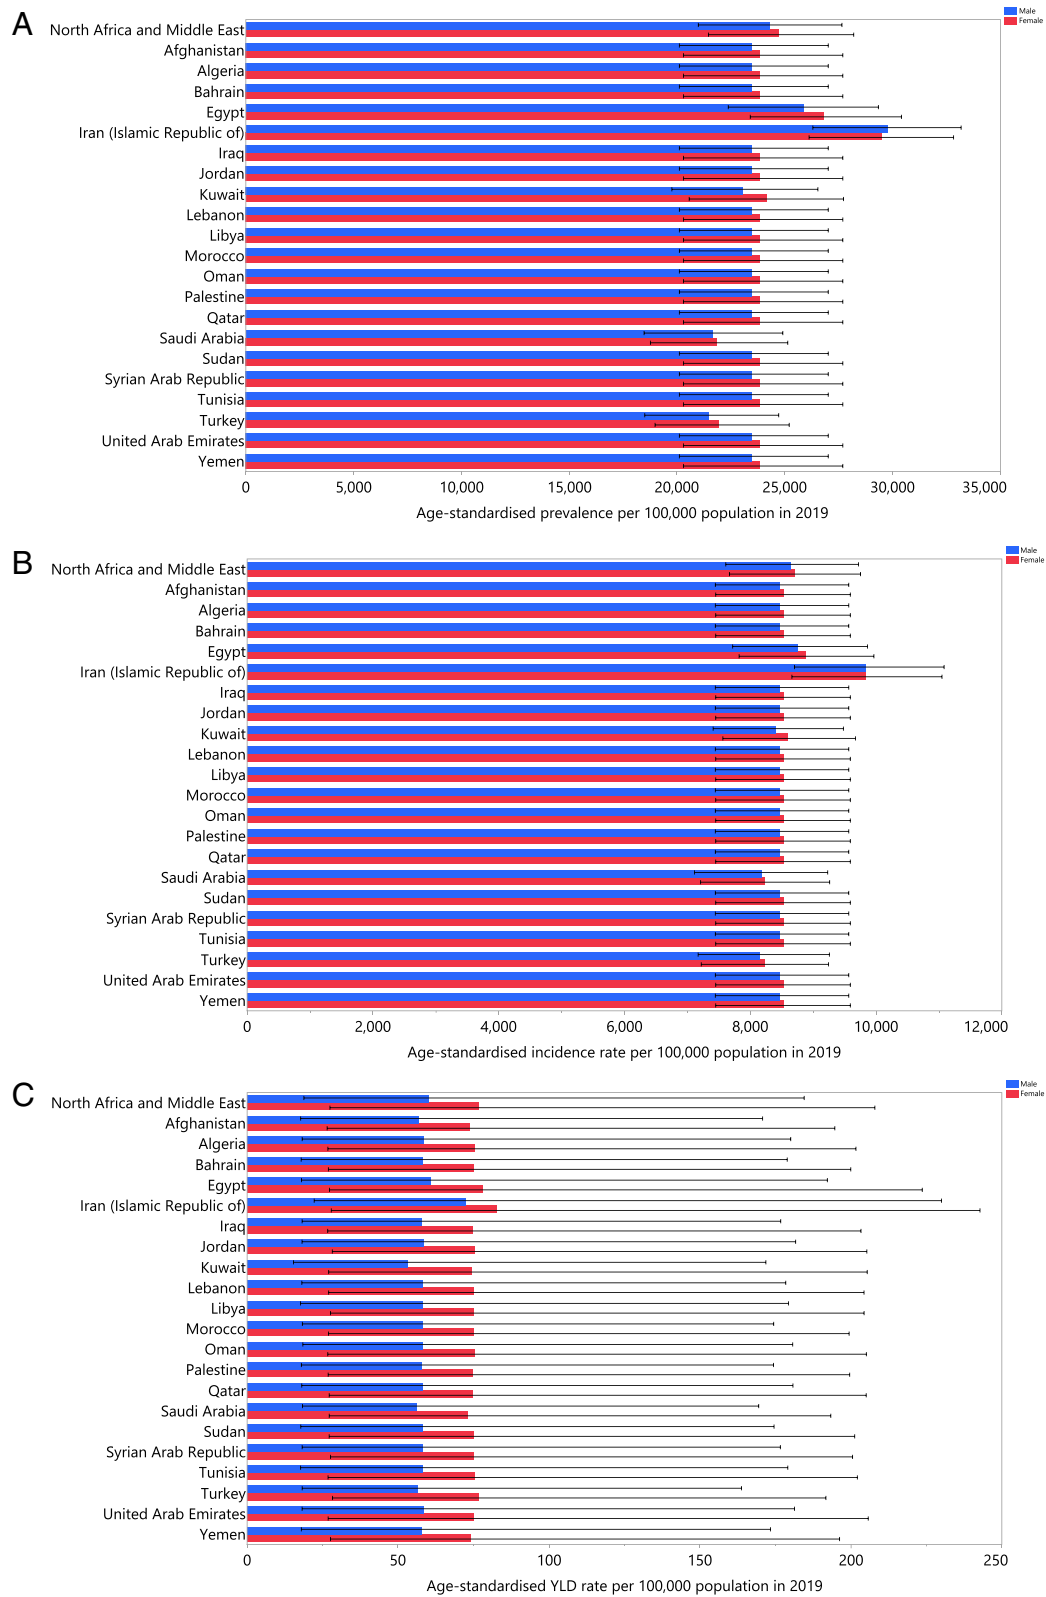 A
Male
Female
North Africa and Middle East
Afghanistan
Algeria
Bahrain
Egypt
Iran (Islamic Republic of)
Iraq
Jordan
Kuwait
Lebanon
Libya
Morocco
Oman
Palestine
Qatar
Saudi Arabia
Sudan
Syrian Arab Republic
Tunisia
Turkey
United Arab Emirates
Yemen
0 5,000 10,000 15,000 20,000 25,000 30,000 35,000
Age-standardised prevalence per 100,000 population in 2019
B
Male
Female
North Africa and Middle East
Afghanistan
Algeria
Bahrain
Egypt
Iran (Islamic Republic of)
Iraq
Jordan
Kuwait
Lebanon
Libya
Morocco
Oman
Palestine
Qatar
Saudi Arabia
Sudan
Syrian Arab Republic
Tunisia
Turkey
United Arab Emirates
Yemen
0 2,000 4,000 6,000 8,000 10,000 12,000
Age-standardised incidence rate per 100,000 population in 2019
C
Male
Female
North Africa and Middle East
Afghanistan
Algeria
Bahrain
Egypt
Iran (Islamic Republic of)
Iraq
Jordan
Kuwait
Lebanon
Libya
Morocco
Oman
Palestine
Qatar
Saudi Arabia
Sudan
Syrian Arab Republic
Tunisia
Turkey
United Arab Emirates
Yemen
0 50 100 150 200 250
Age-standardised YLD rate per 100,000 population in 2019